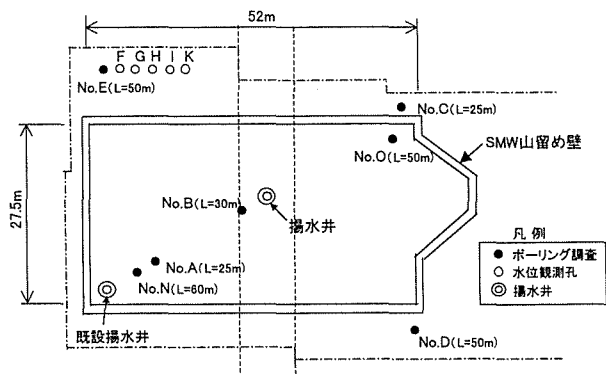 52m
F G H I K
No.E(L=50m)
No.C(L=25m)
SMW山留め壁
No.O(L=50m)
27.5m
No.B(L=30m)
揚水井
凡例
ボーリング調査
水位観測孔
揚水井
No.A(L=25m)
No.N(L=60m)
既設揚水井
No.D(L=50m)